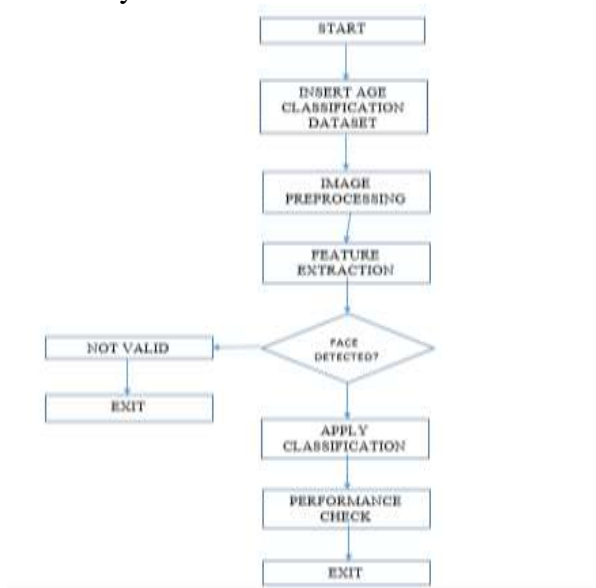 START
INSERT AGE
CLASSIFICATION
DATASET
IMAGE
PREPROCESSING
FEATURE
EXTRACTION
FACE
DETECTED?
NOT VALID
EXIT
APPLY
CLASSIFICATION
PERFORMANCE
CHECK
EXIT